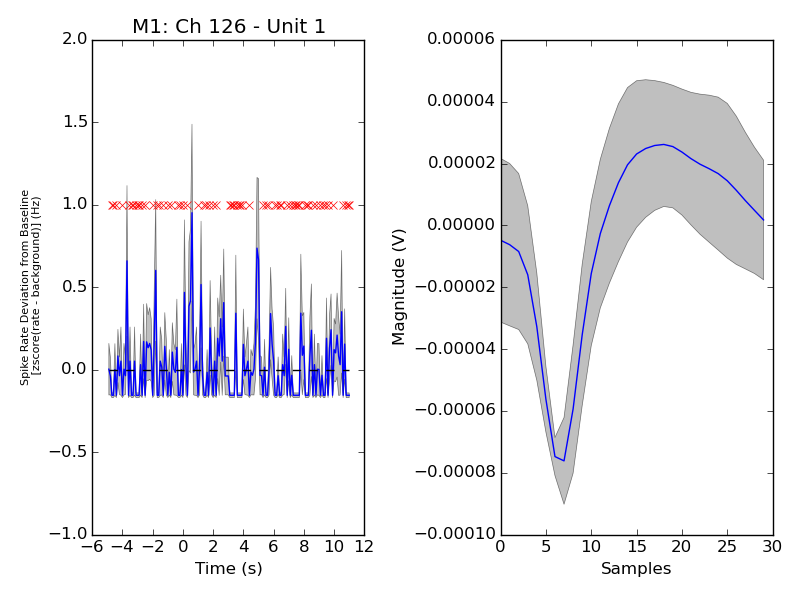 M1: Ch 126 - Unit 1
Spike Rate Deviation from Baseline
[zscore(rate - background)] (Hz)
2.0
1.5
1.0
0.5
0.0
−0.5
−1.0
−6 −4 −2 0 2 4 6 8 10 12
Time (s)
Magnitude (V)
0.00006
0.00004
0.00002
0.00000
−0.00002
−0.00004
−0.00006
−0.00008
−0.00010
0 5 10 15 20 25 30
Samples